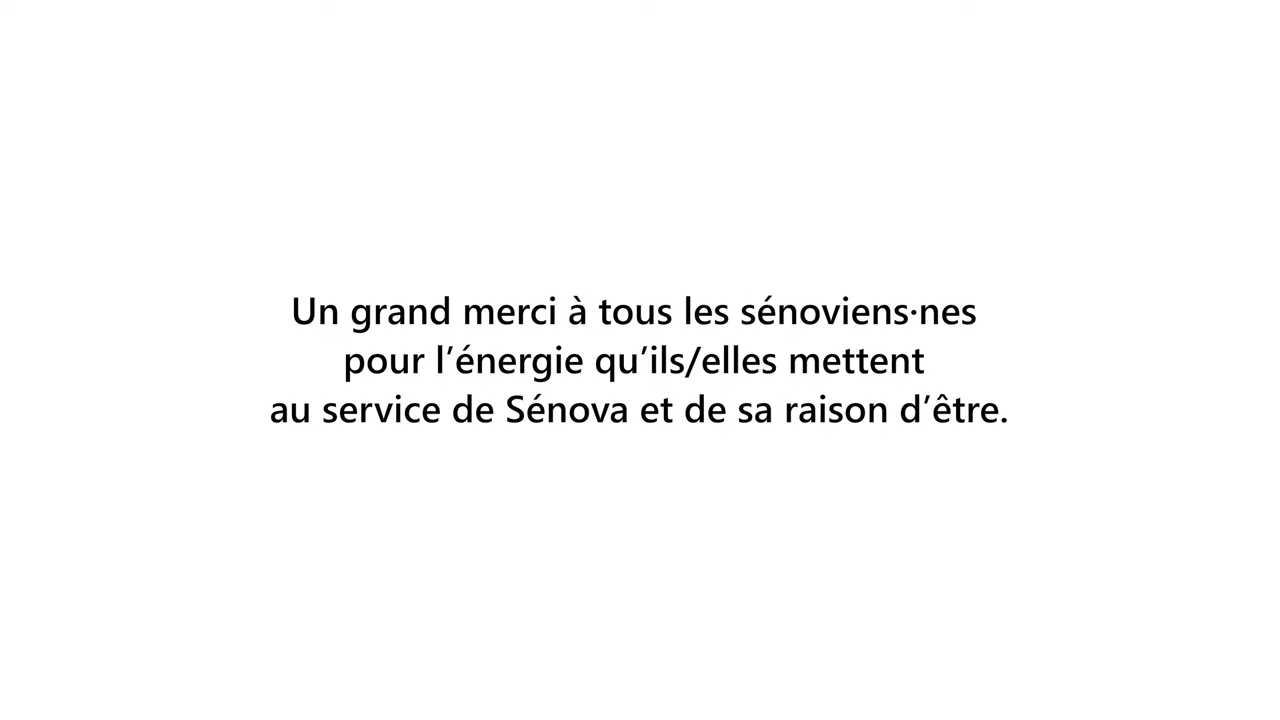 Un grand merci à tous les sénoviens·nes
pour l’énergie qu’ils/elles mettent
au service de Sénova et de sa raison d’être.